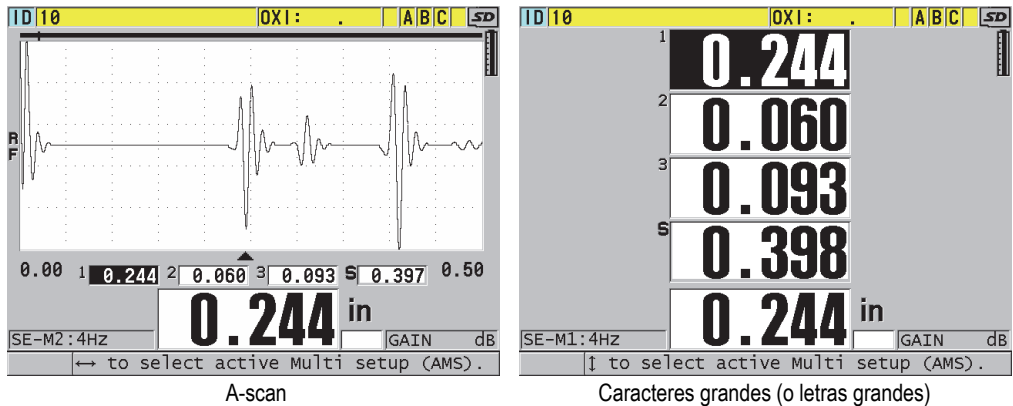 ID 10 OXI: . A B C SD
RF
0.00 1 0.244 2 0.060 3 0.093 S 0.397 0.50
0.244 in
SE-M2:4Hz GAIN dB
↔ to select active Multi setup (AMS).
A-scan
ID 10 OXI: . A B C SD
1 0.244
2 0.060
3 0.093
S 0.398
0.244 in
SE-M1:4Hz GAIN dB
↕ to select active Multi setup (AMS).
Caracteres grandes (o letras grandes)